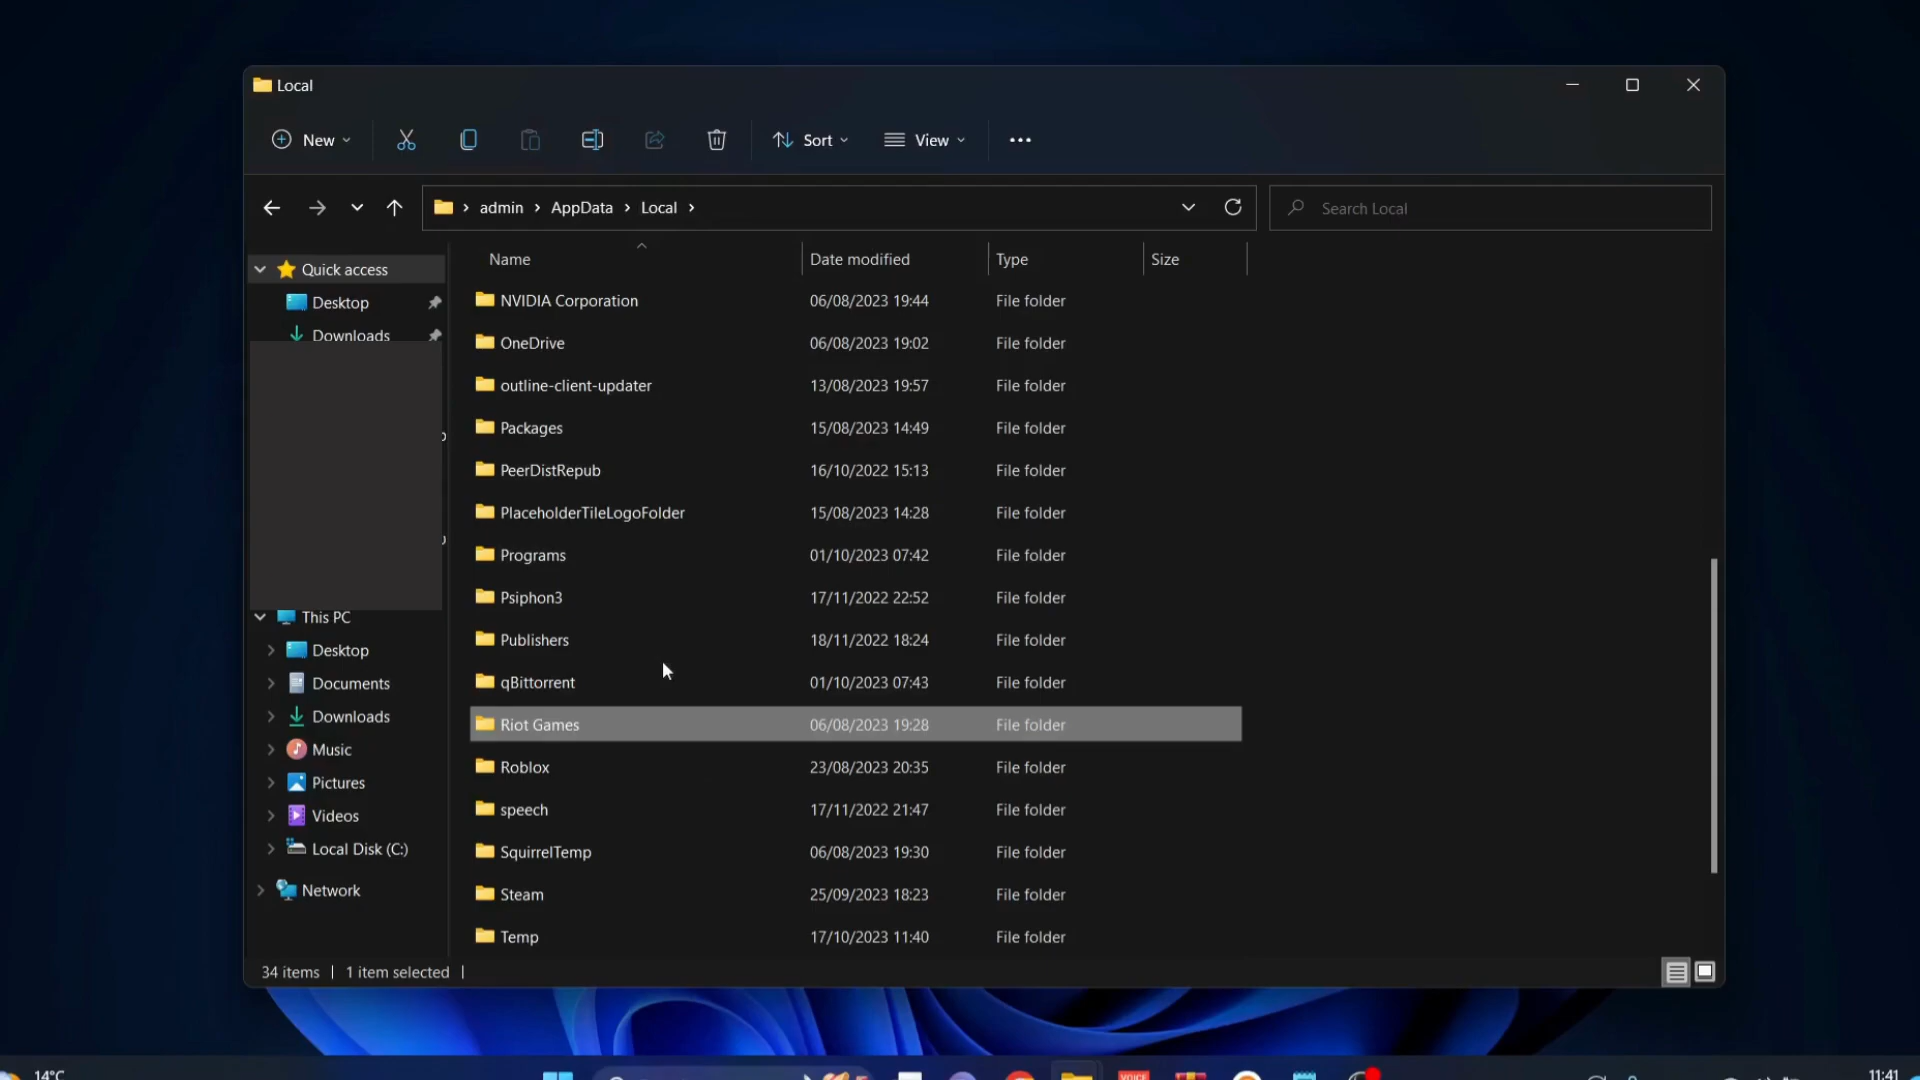 Local
New
Sort
View
admin
AppData
Local
Search Local
Quick access
Desktop
Downloads
This PC
Desktop
Documents
Downloads
Music
Pictures
Videos
Local Disk (C:)
Network
Name Date modified Type Size
NVIDIA Corporation 06/08/2023 19:44 File folder
OneDrive 06/08/2023 19:02 File folder
outline-client-updater 13/08/2023 19:57 File folder
Packages 15/08/2023 14:49 File folder
PeerDistRepub 16/10/2022 15:13 File folder
PlaceholderTileLogoFolder 15/08/2023 14:28 File folder
Programs 01/10/2023 07:42 File folder
Psiphon3 17/11/2022 22:52 File folder
Publishers 18/11/2022 18:24 File folder
qBittorrent 01/10/2023 07:43 File folder
Riot Games 06/08/2023 19:28 File folder
Roblox 23/08/2023 20:35 File folder
speech 17/11/2022 21:47 File folder
SquirrelTemp 06/08/2023 19:30 File folder
Steam 25/09/2023 18:23 File folder
Temp 17/10/2023 11:40 File folder
34 items
1 item selected
14°C
VOICE
11:41